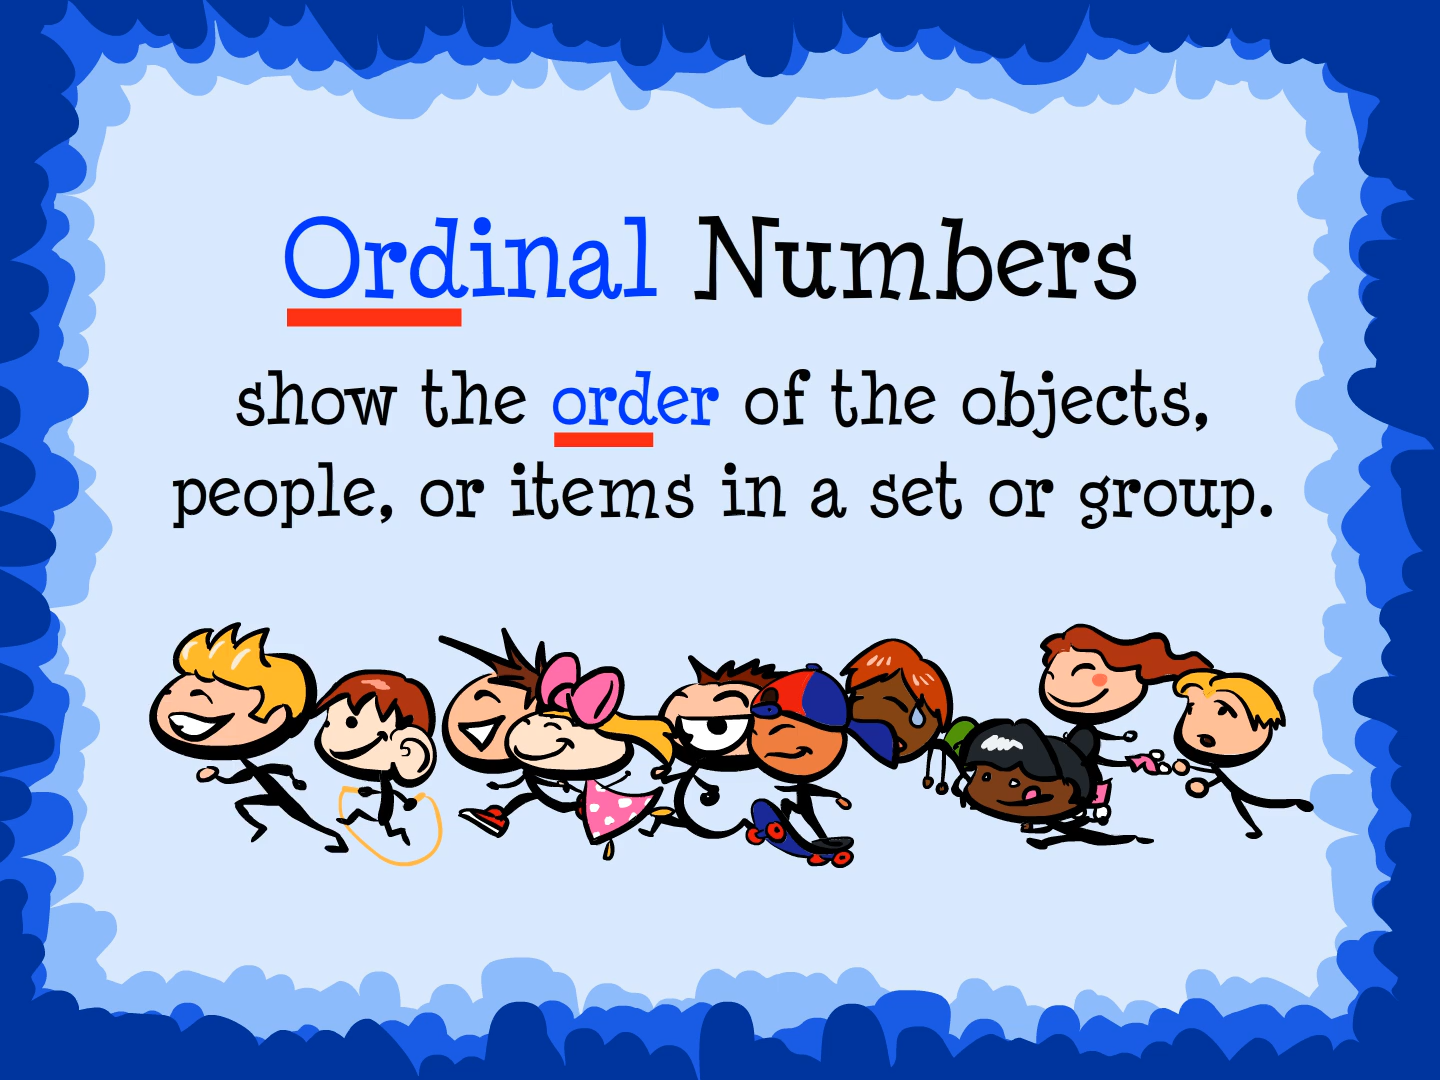 Ordinal Numbers
show the order of the objects,
people, or items in a set or group.